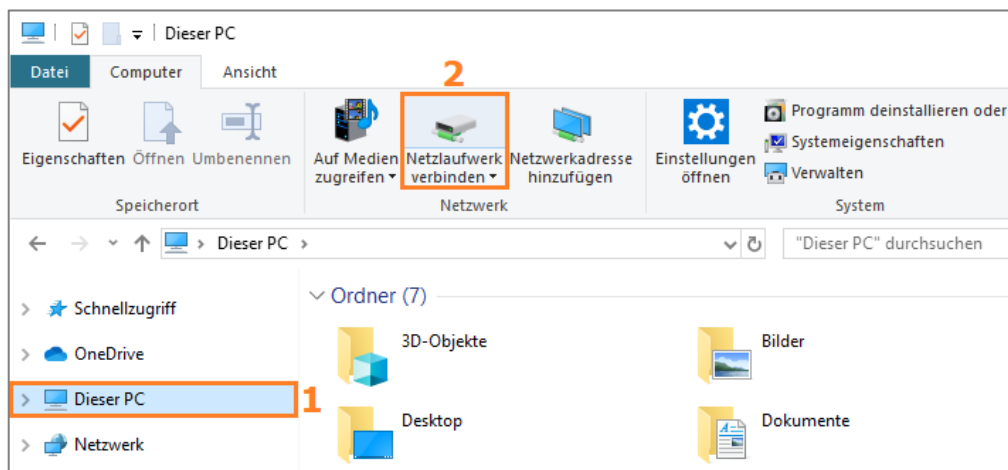 Dieser PC
Datei Computer Ansicht
2
Eigenschaften Öffnen Umbenennen
Auf Medien zugreifen
Netzlaufwerk verbinden
Netzwerkadresse hinzufügen
Einstellungen öffnen
Programm deinstallieren oder
Systemeigenschaften
Verwalten
Speicherort Netzwerk System
Dieser PC
"Dieser PC" durchsuchen
Schnellzugriff
OneDrive
Dieser PC
1
Netzwerk
Ordner (7)
3D-Objekte Bilder
Desktop Dokumente